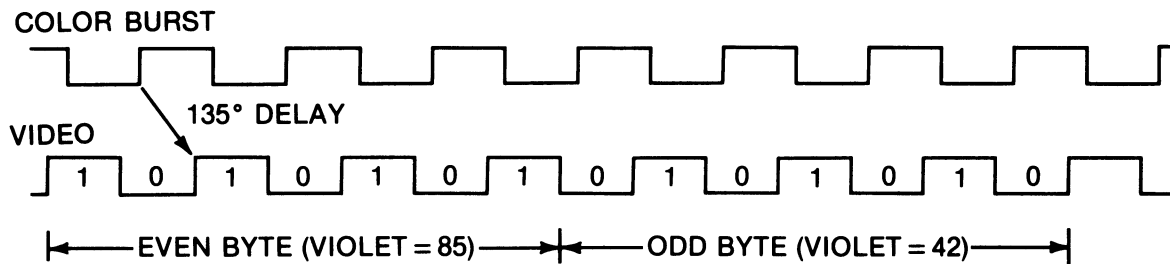 COLOR BURST
135° DELAY
VIDEO
1 0 1 0 1 0 1 0 1 0 1 0 1 0
EVEN BYTE (VIOLET = 85) ODD BYTE (VIOLET = 42)